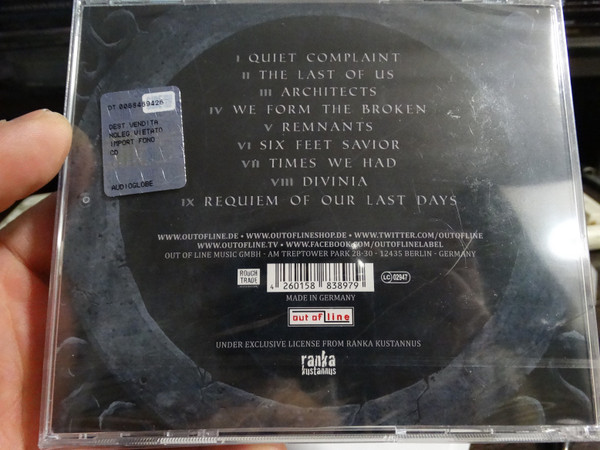 I QUIET COMPLAINT
II THE LAST OF US
III ARCHITECTS
IV WE FORM THE BROKEN
V REMNANTS
VI SIX FEET SAVIOR
VII TIMES WE HAD
VIII DIVINIA
IX REQUIEM OF OUR LAST DAYS
DEST VENDITA
NOLEG VIETATO
IMPORT FONO
CD
AUDIOGLOBE
WWW.OUTOFLINE.DE • WWW.OUTOFLINESHOP.DE • WWW.TWITTER.COM/OUTOFLINE
WWW.OUTOFLINE.TV • WWW.FACEBOOK.COM/OUTOFLINELABEL
OUT OF LINE MUSIC GMBH - AM TREPTOWER PARK 28-30 - 12435 BERLIN - GERMANY
ROUGH
TRADE
4 260158 838979
LC 02947
MADE IN GERMANY
out of line
UNDER EXCLUSIVE LICENSE FROM RANKA KUSTANNUS
ranka
kustannus